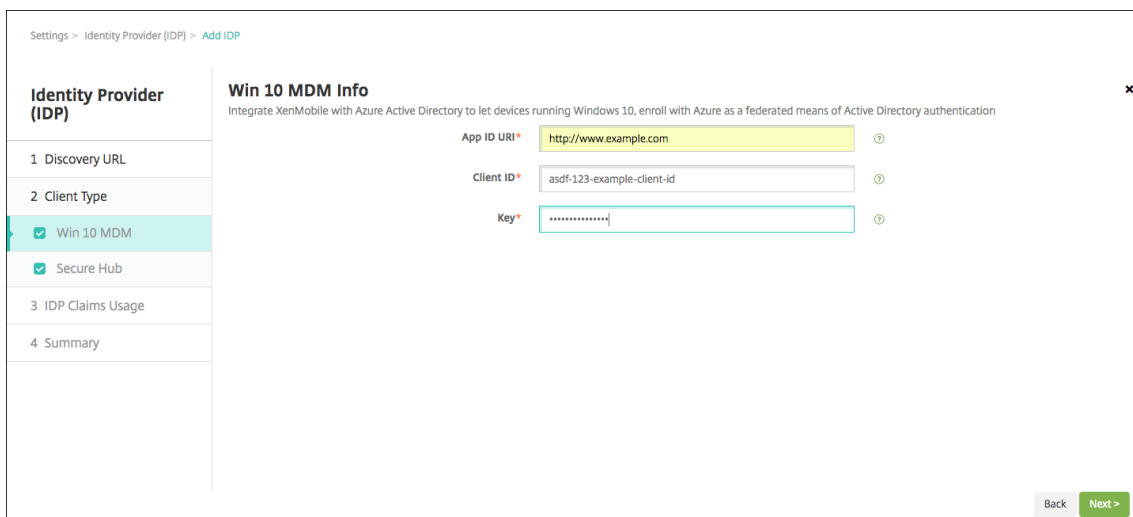 Settings > Identity Provider (IDP) > Add IDP
Identity Provider
(IDP)
1 Discovery URL
2 Client Type
Win 10 MDM
Secure Hub
3 IDP Claims Usage
4 Summary
Win 10 MDM Info
Integrate XenMobile with Azure Active Directory to let devices running Windows 10, enroll with Azure as a federated means of Active Directory authentication
App ID URI* http://www.example.com
Client ID* asdf-123-example-client-id
Key* •••••••••••••••
Back Next >